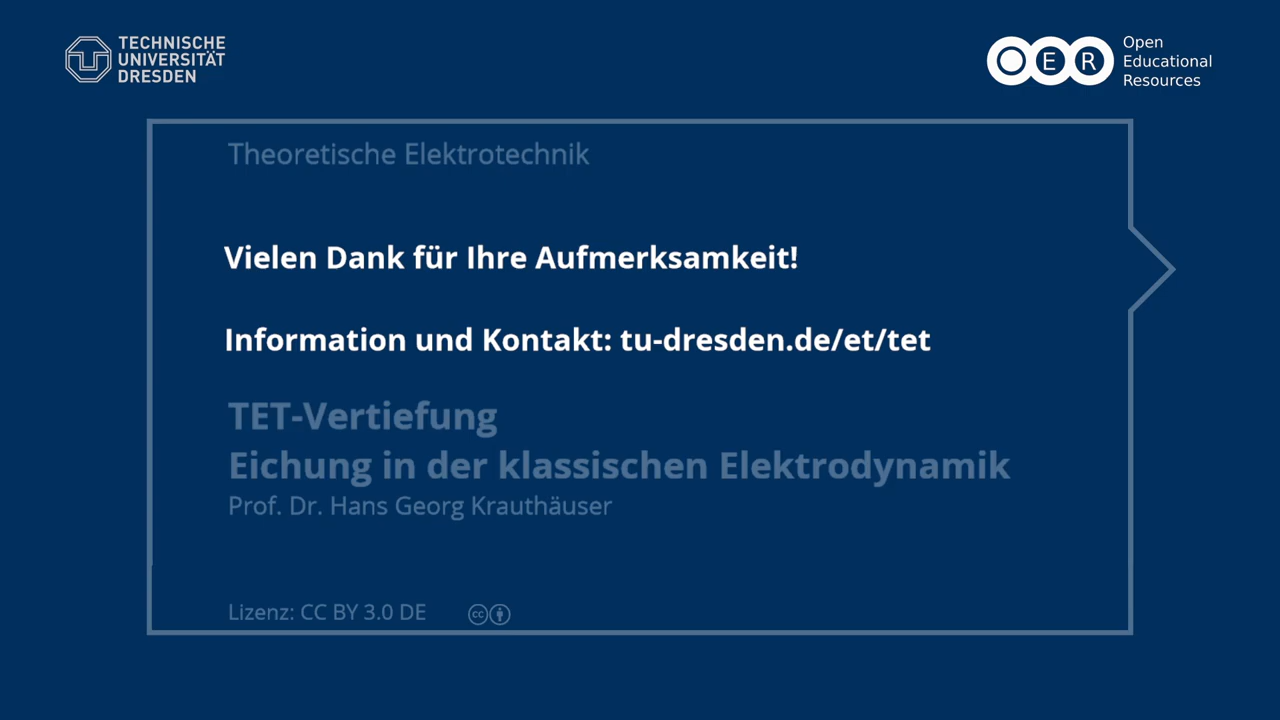 TECHNISCHE
UNIVERSITÄT
DRESDEN
OER
Open
Educational
Resources
Theoretische Elektrotechnik
Vielen Dank für Ihre Aufmerksamkeit!
Information und Kontakt: tu-dresden.de/et/tet
TET-Vertiefung
Eichung in der klassischen Elektrodynamik
Prof. Dr. Hans Georg Krauthäuser
Lizenz: CC BY 3.0 DE cc